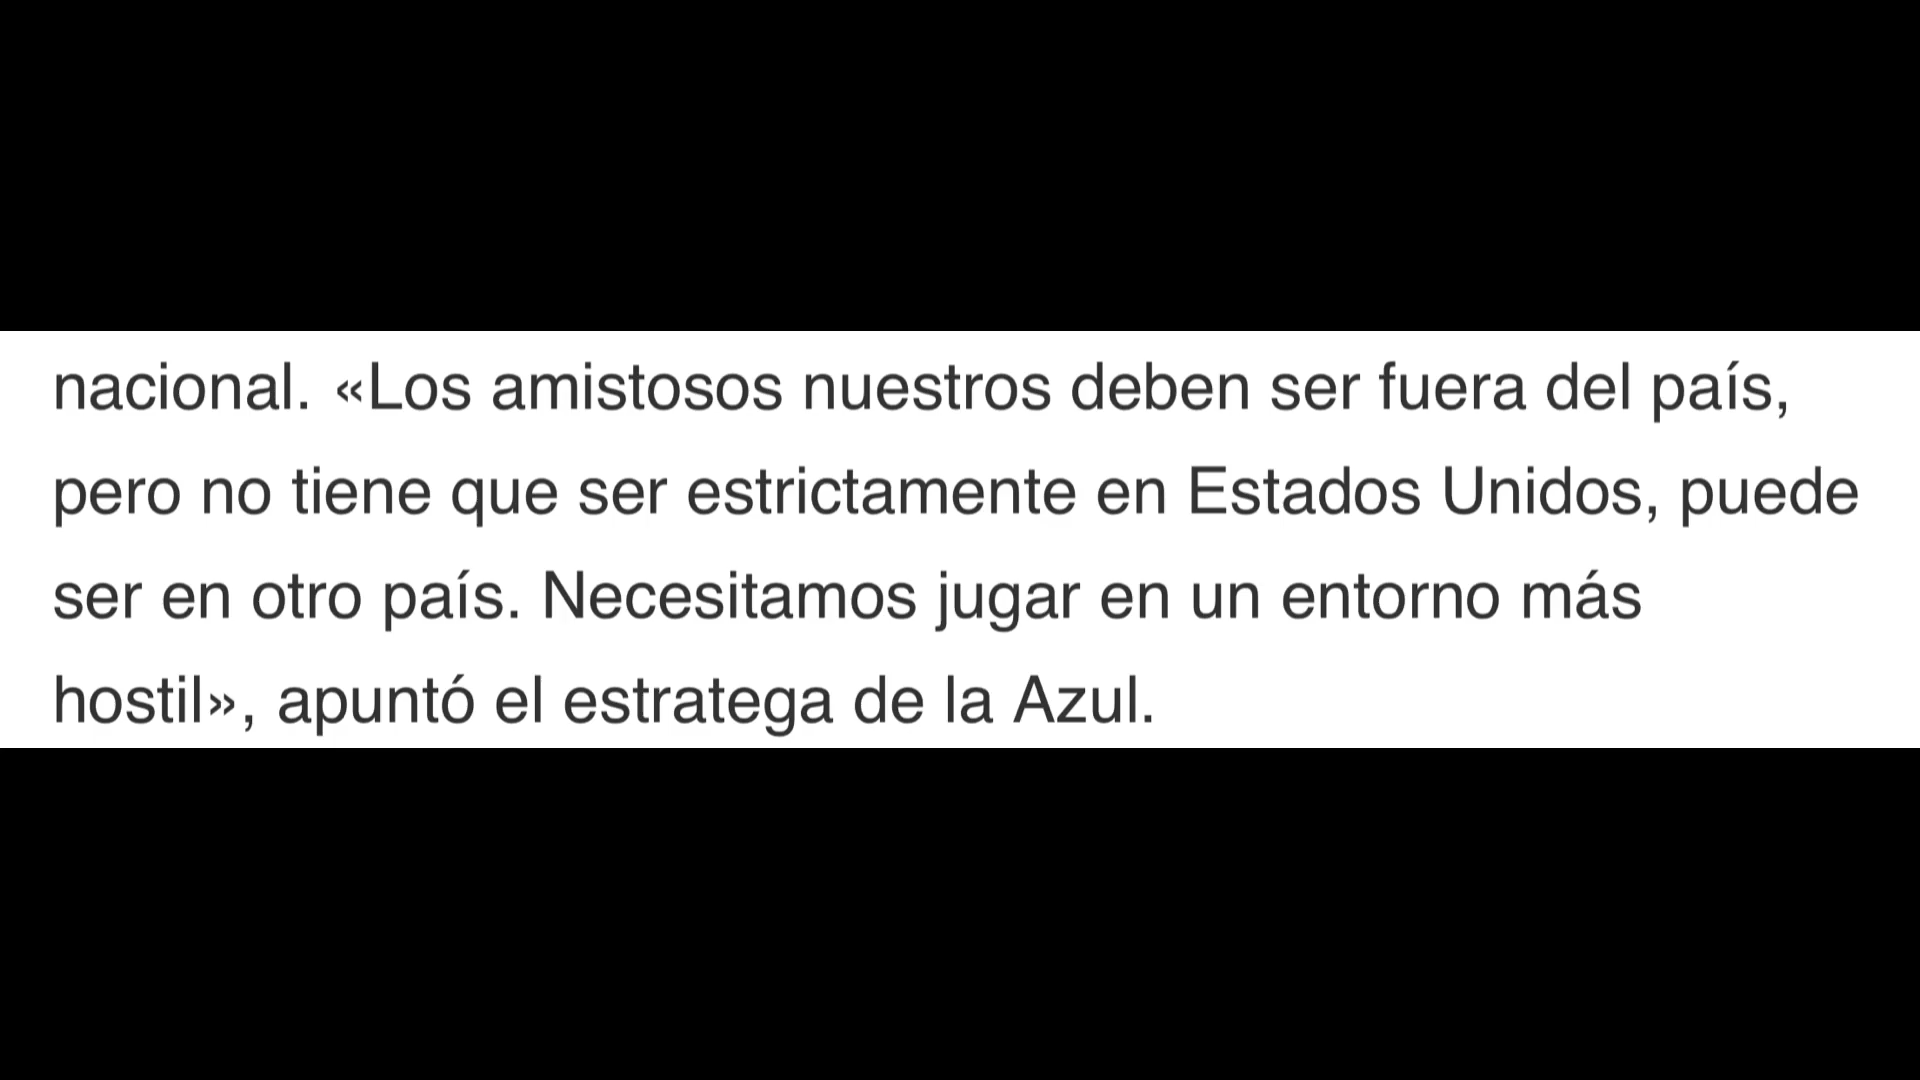 nacional. «Los amistosos nuestros deben ser fuera del país,
pero no tiene que ser estrictamente en Estados Unidos, puede
ser en otro país. Necesitamos jugar en un entorno más
hostil», apuntó el estratega de la Azul.